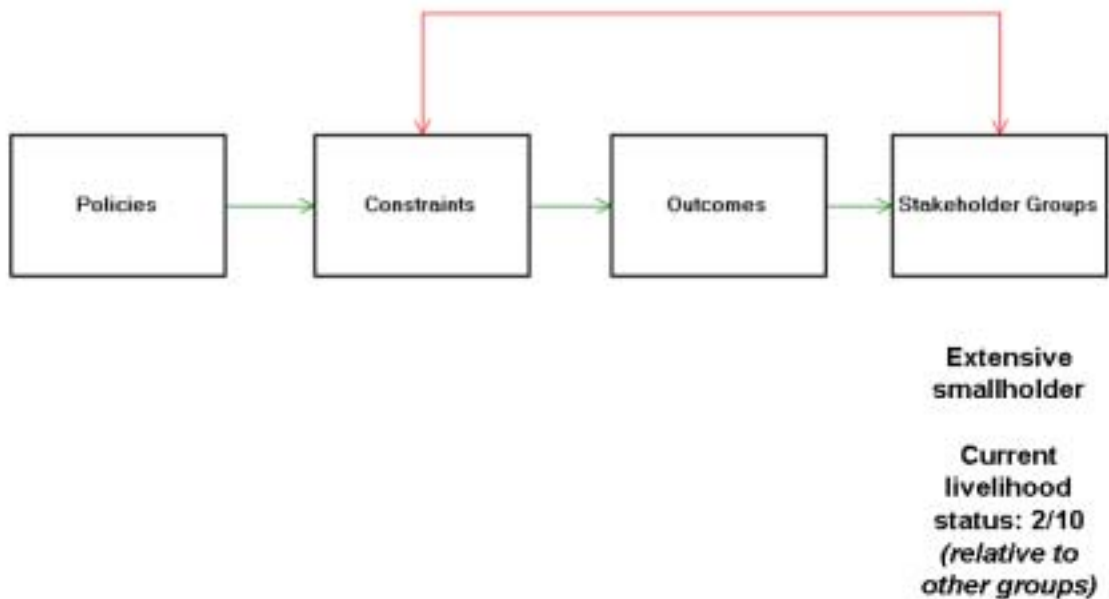 Policies
Constraints
Outcomes
Stakeholder Groups
Extensive
smallholder
Current
livelihood
status: 2/10
(relative to
other groups)